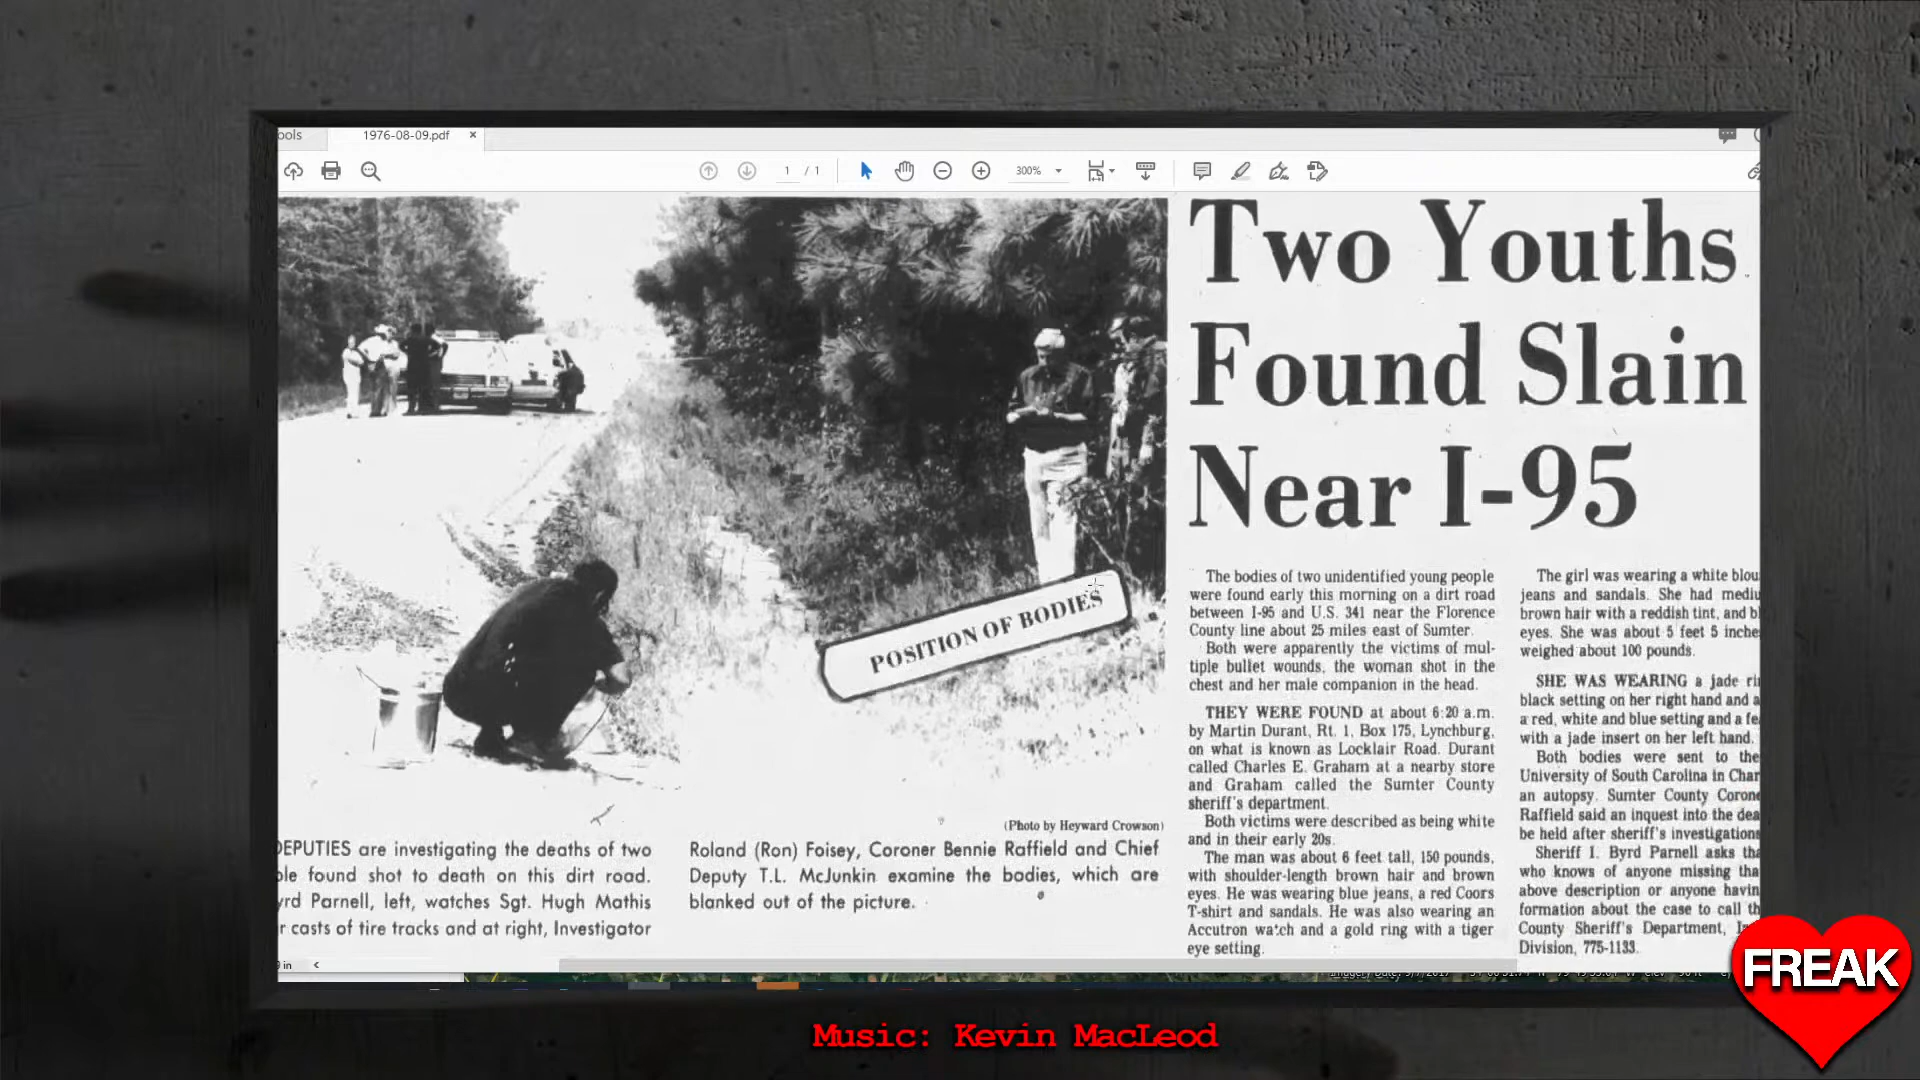 ools
1976-08-09.pdf
1 / 1
300%
Two Youths
Found Slain
Near I-95
POSITION OF BODIES
(Photo by Heyward Crowson)
DEPUTIES are investigating the deaths of two
ple found shot to death on this dirt road.
yrd Parnell, left, watches Sgt. Hugh Mathis
r casts of tire tracks and at right, Investigator
Roland (Ron) Foisey, Coroner Bennie Raffield and Chief
Deputy T.L. McJunkin examine the bodies, which are
blanked out of the picture.
The bodies of two unidentified young people
were found early this morning on a dirt road
between I-95 and U.S. 341 near the Florence
County line about 25 miles east of Sumter.
Both were apparently the victims of mul-
tiple bullet wounds, the woman shot in the
chest and her male companion in the head.
THEY WERE FOUND at about 6:20 a.m.
by Martin Durant, Rt. 1, Box 175, Lynchburg,
on what is known as Locklair Road. Durant
called Charles E. Graham at a nearby store
and Graham called the Sumter County
sheriff's department.
Both victims were described as being white
and in their early 20s.
The man was about 6 feet tall, 150 pounds,
with shoulder-length brown hair and brown
eyes. He was wearing blue jeans, a red Coors
T-shirt and sandals. He was also wearing an
Accutron watch and a gold ring with a tiger
eye setting.
The girl was wearing a white blou
jeans and sandals. She had mediu
brown hair with a reddish tint, and bl
eyes. She was about 5 feet 5 inche
weighed about 100 pounds.
SHE WAS WEARING a jade ri
black setting on her right hand and a
a red, white and blue setting and a fe
with a jade insert on her left hand.
Both bodies were sent to the
University of South Carolina in Char
an autopsy. Sumter County Corone
Raffield said an inquest into the dea
be held after sheriff's investigations
Sheriff I. Byrd Parnell asks tha
who knows of anyone missing tha
above description or anyone havin
formation about the case to call th
County Sheriff's Department, I
Division, 775-1133.
in
FREAK
Music: Kevin MacLeod